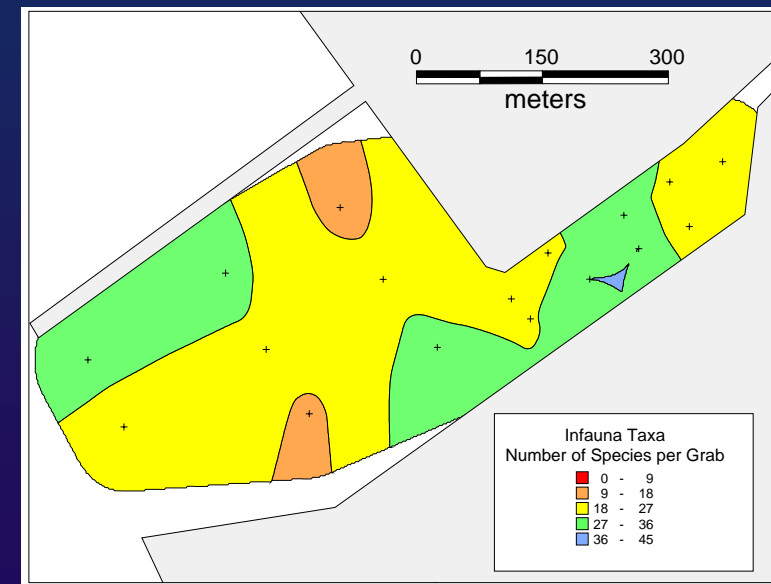 0 150 300
meters
Infauna Taxa
Number of Species per Grab
0 - 9
9 - 18
18 - 27
27 - 36
36 - 45